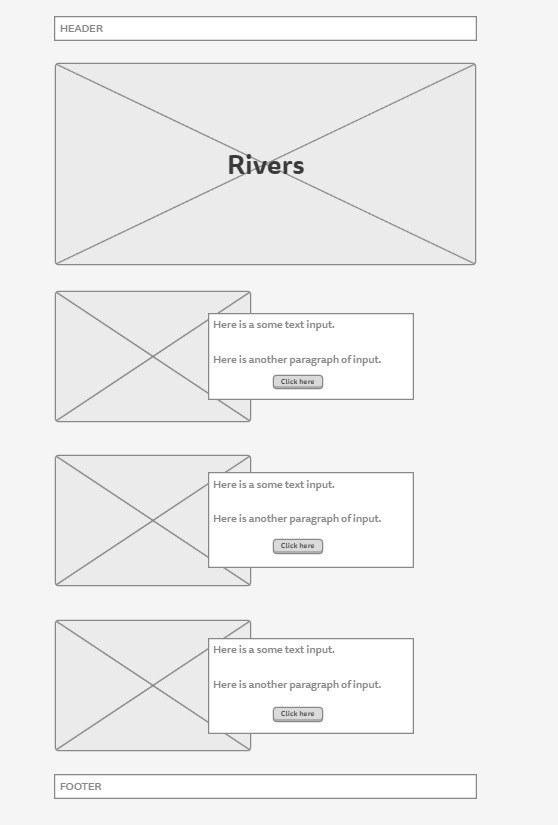 HEADER
Rivers
Here is a some text input.
Here is another paragraph of input.
Click here
Here is a some text input.
Here is another paragraph of input.
Click here
Here is a some text input.
Here is another paragraph of input.
Click here
FOOTER